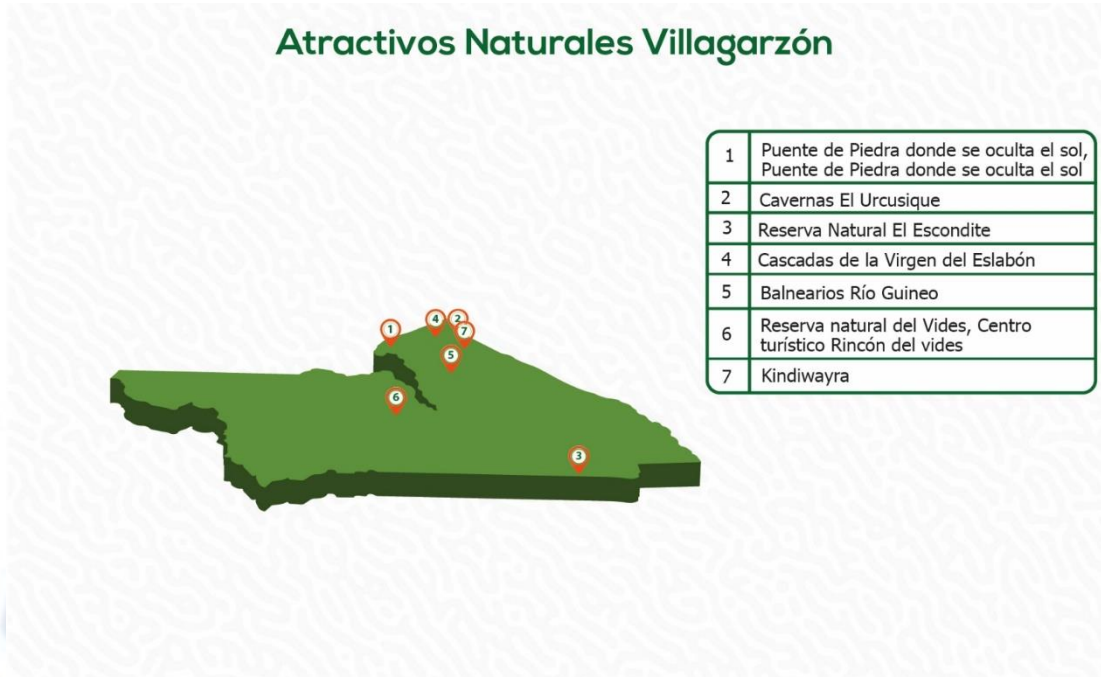 Atractivos Naturales Villagarzón
1 Puente de Piedra donde se oculta el sol,
Puente de Piedra donde se oculta el sol
2 Cavernas El Urcusique
3 Reserva Natural El Escondite
4 Cascadas de la Virgen del Eslabón
5 Balnearios Río Guineo
6 Reserva natural del Vides, Centro
turístico Rincón del vides
7 Kindiwayra
1
4
2
7
5
6
3